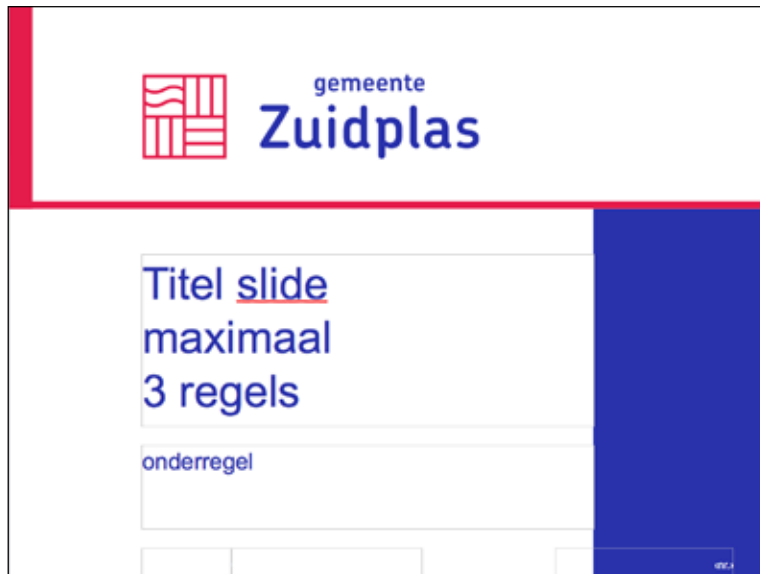 gemeente
Zuidplas
Titel slide
maximaal
3 regels
onderregel